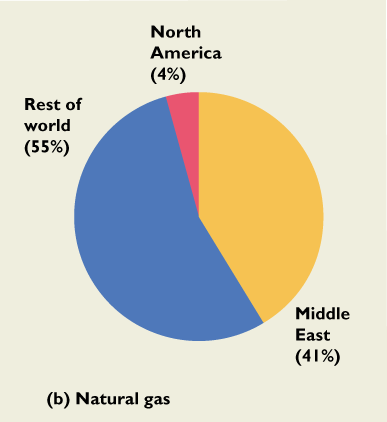 North
America
(4%)
Rest of
world
(55%)
Middle
East
(41%)
(b) Natural gas